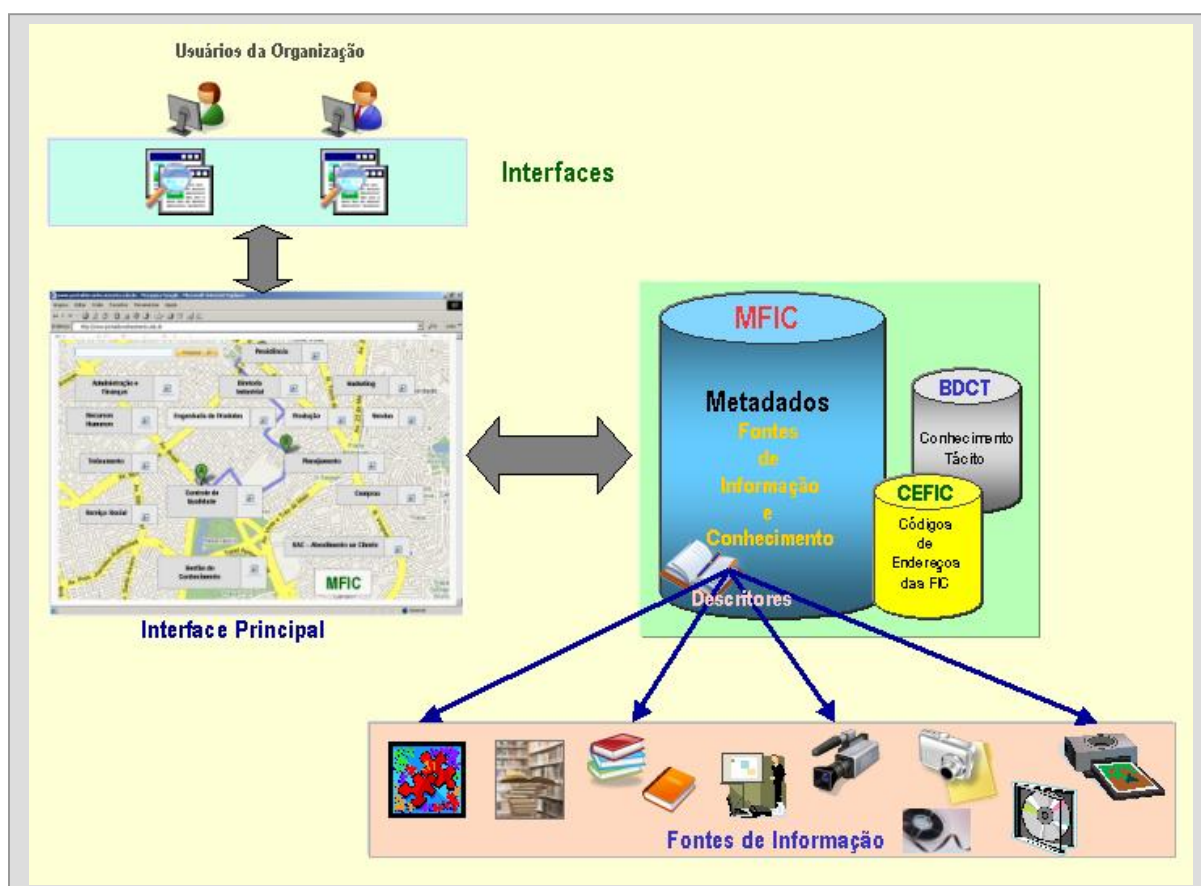 Usuários da Organização
Interfaces
Presidência
Administração e
Finanças
Diretoria
Industrial
Marketing
Recursos
Humanos
Engenharia de Produtos
Produção
Vendas
Treinamento
Planejamento
Controle da
Qualidade
Compras
Serviço Social
SAC - Atendimento ao Cliente
Gestão do
Conhecimento
MFIC
Interface Principal
MFIC
Metadados
Fontes
de
Informação
e
Conhecimento
Descritores
BDCT
Conhecimento
Tácito
CEFIC
Códigos
de
Endereços
das FIC
Fontes de Informação